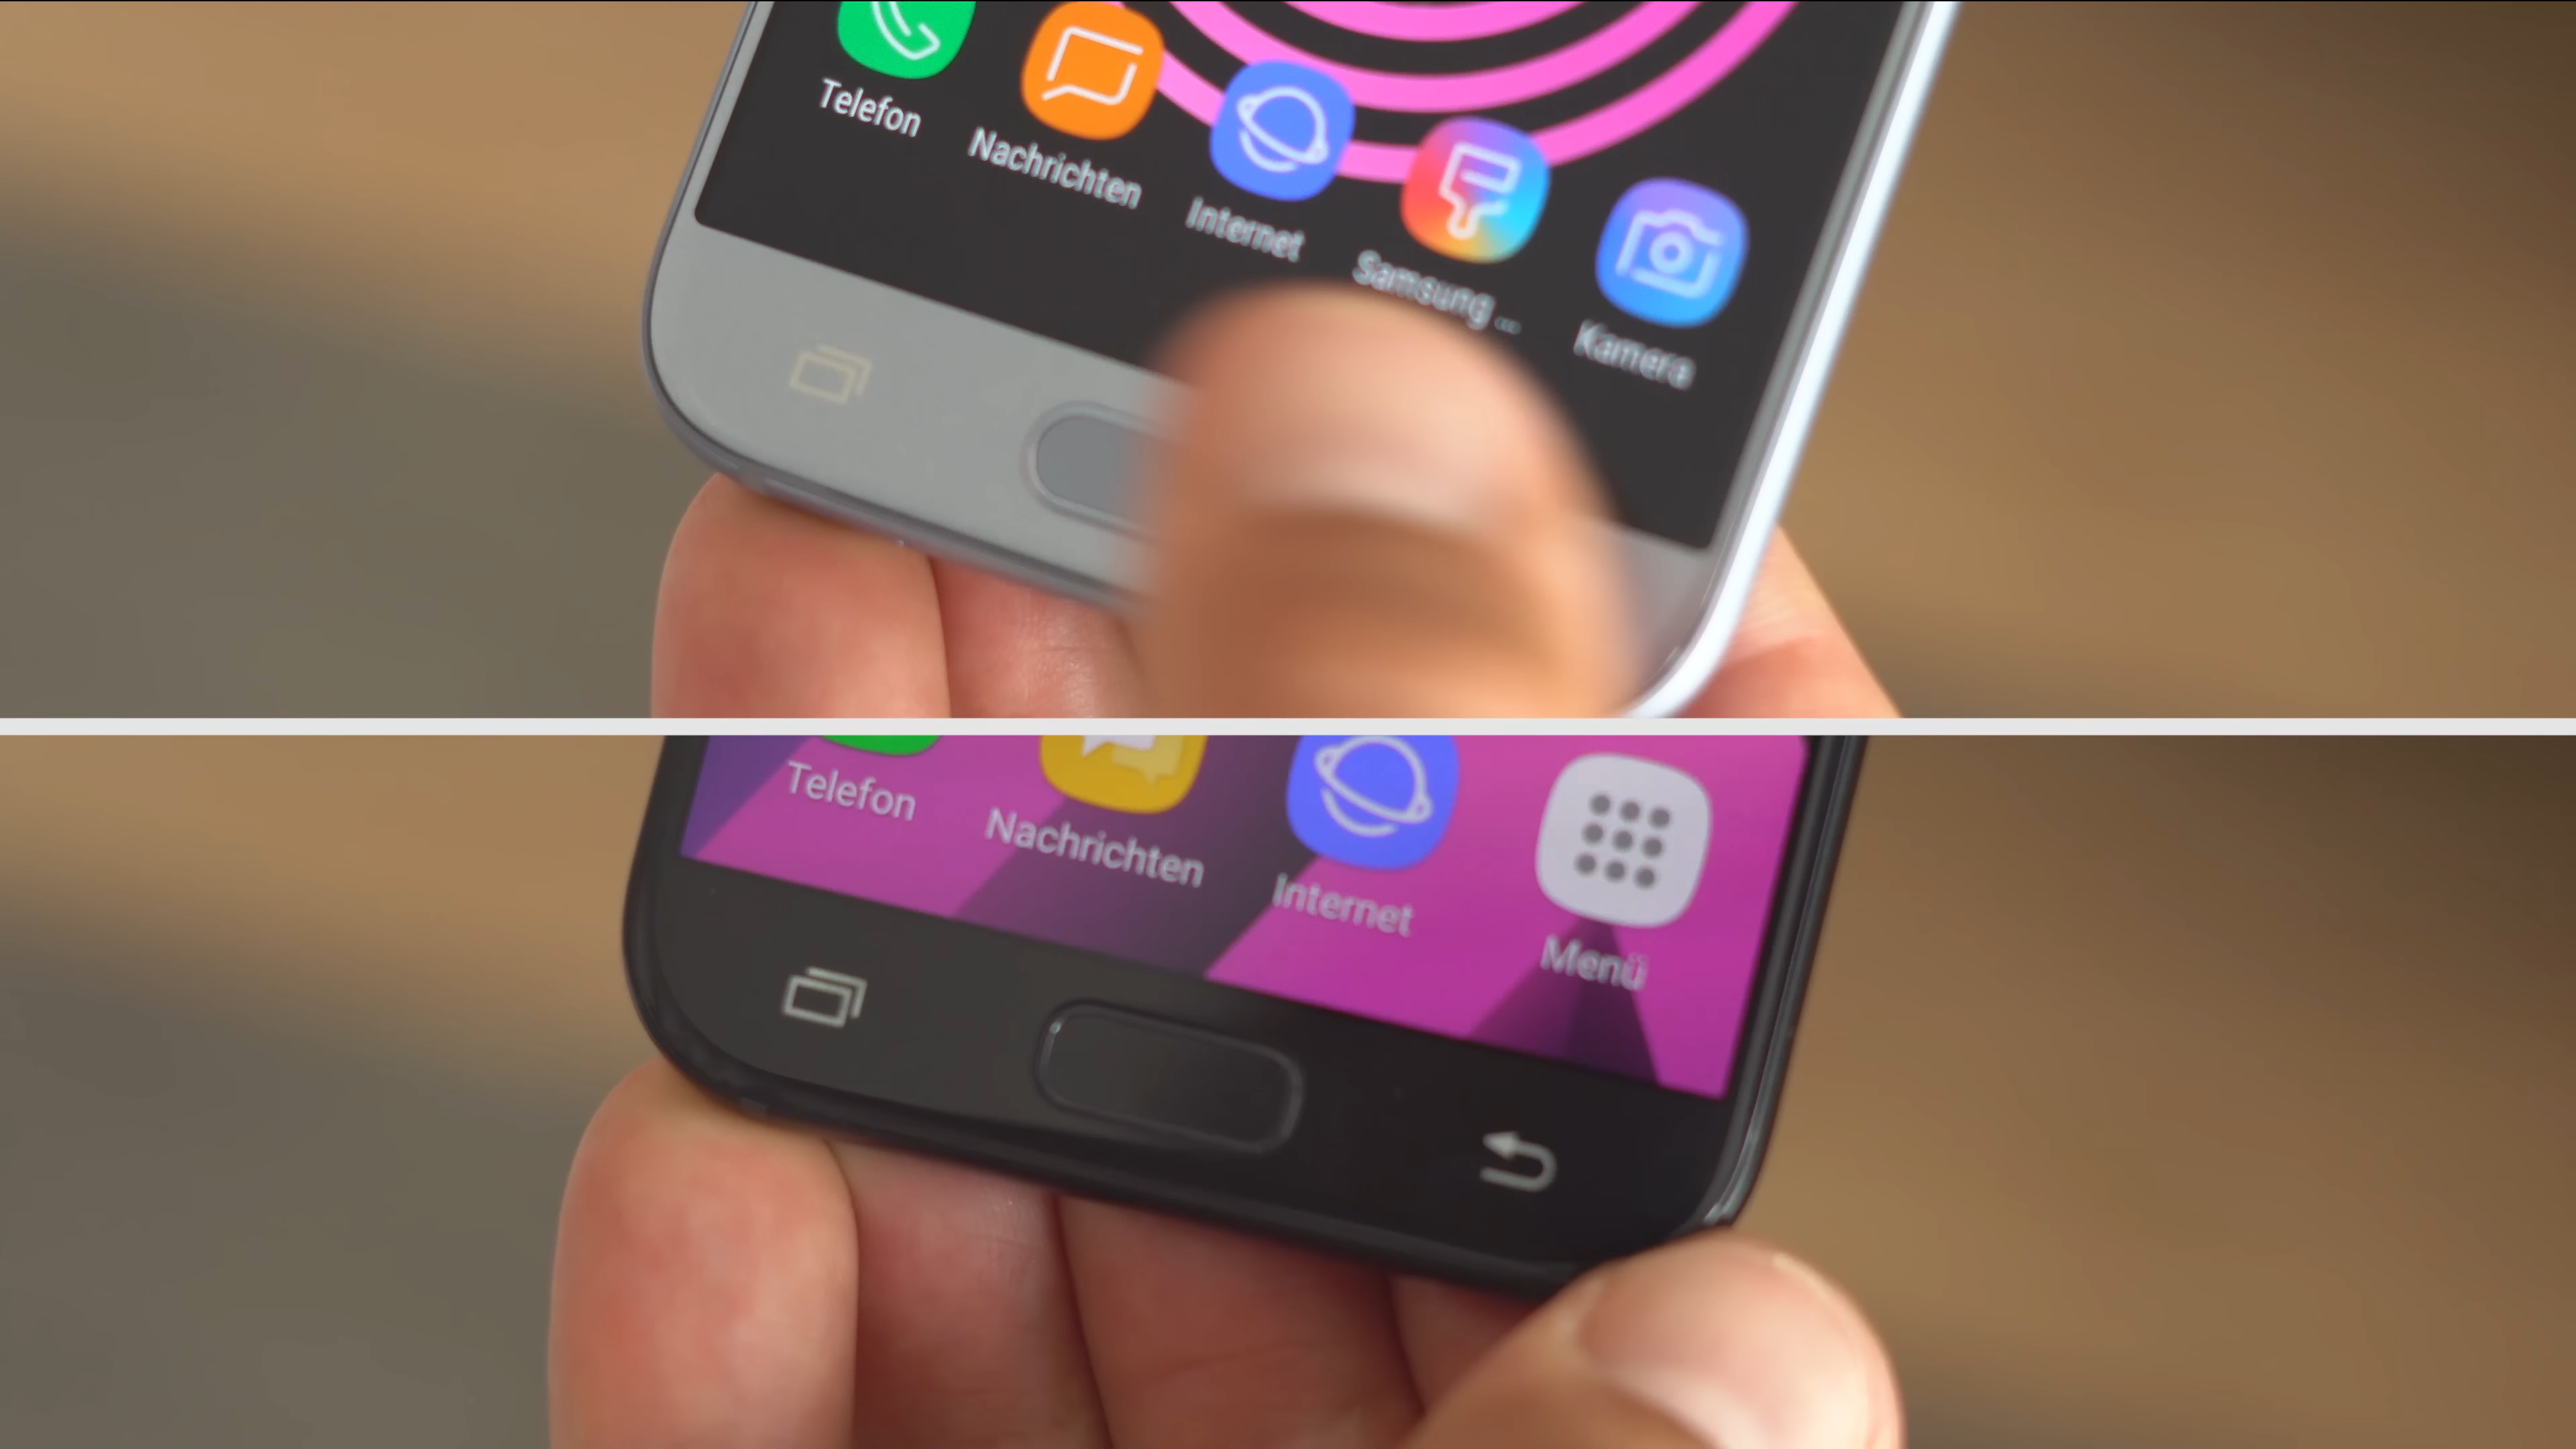 Telefon
Nachrichten
Internet
Samsung ...
Kamera
Telefon
Nachrichten
Internet
Menü